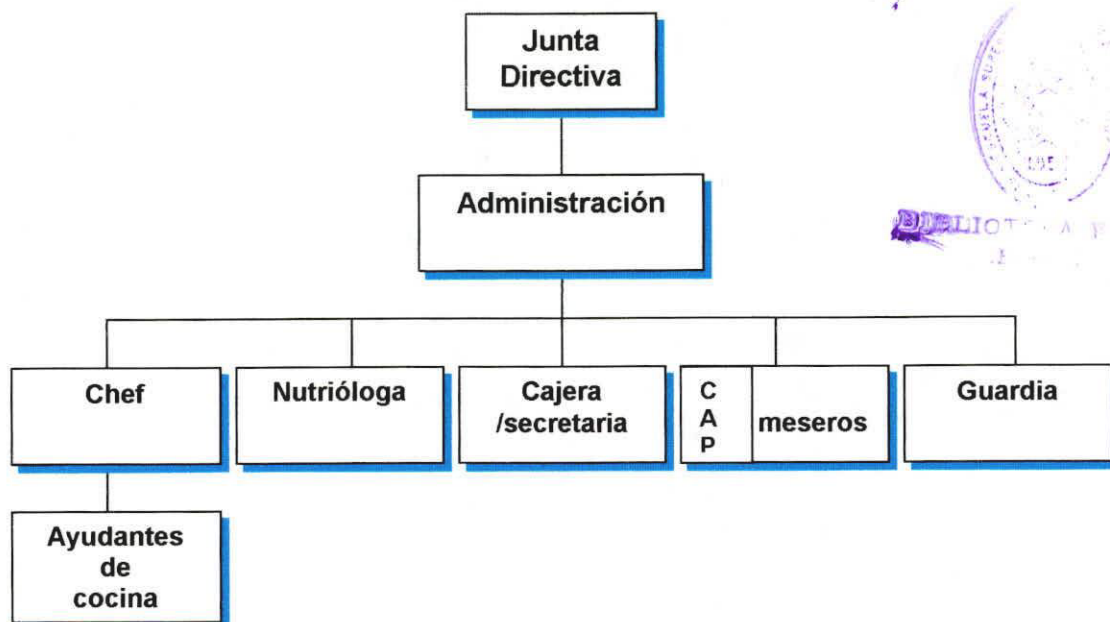 Junta
Directiva
Administración
Chef
Nutrióloga
Cajera
/secretaria
C
A
P
meseros
Guardia
Ayudantes
de
cocina